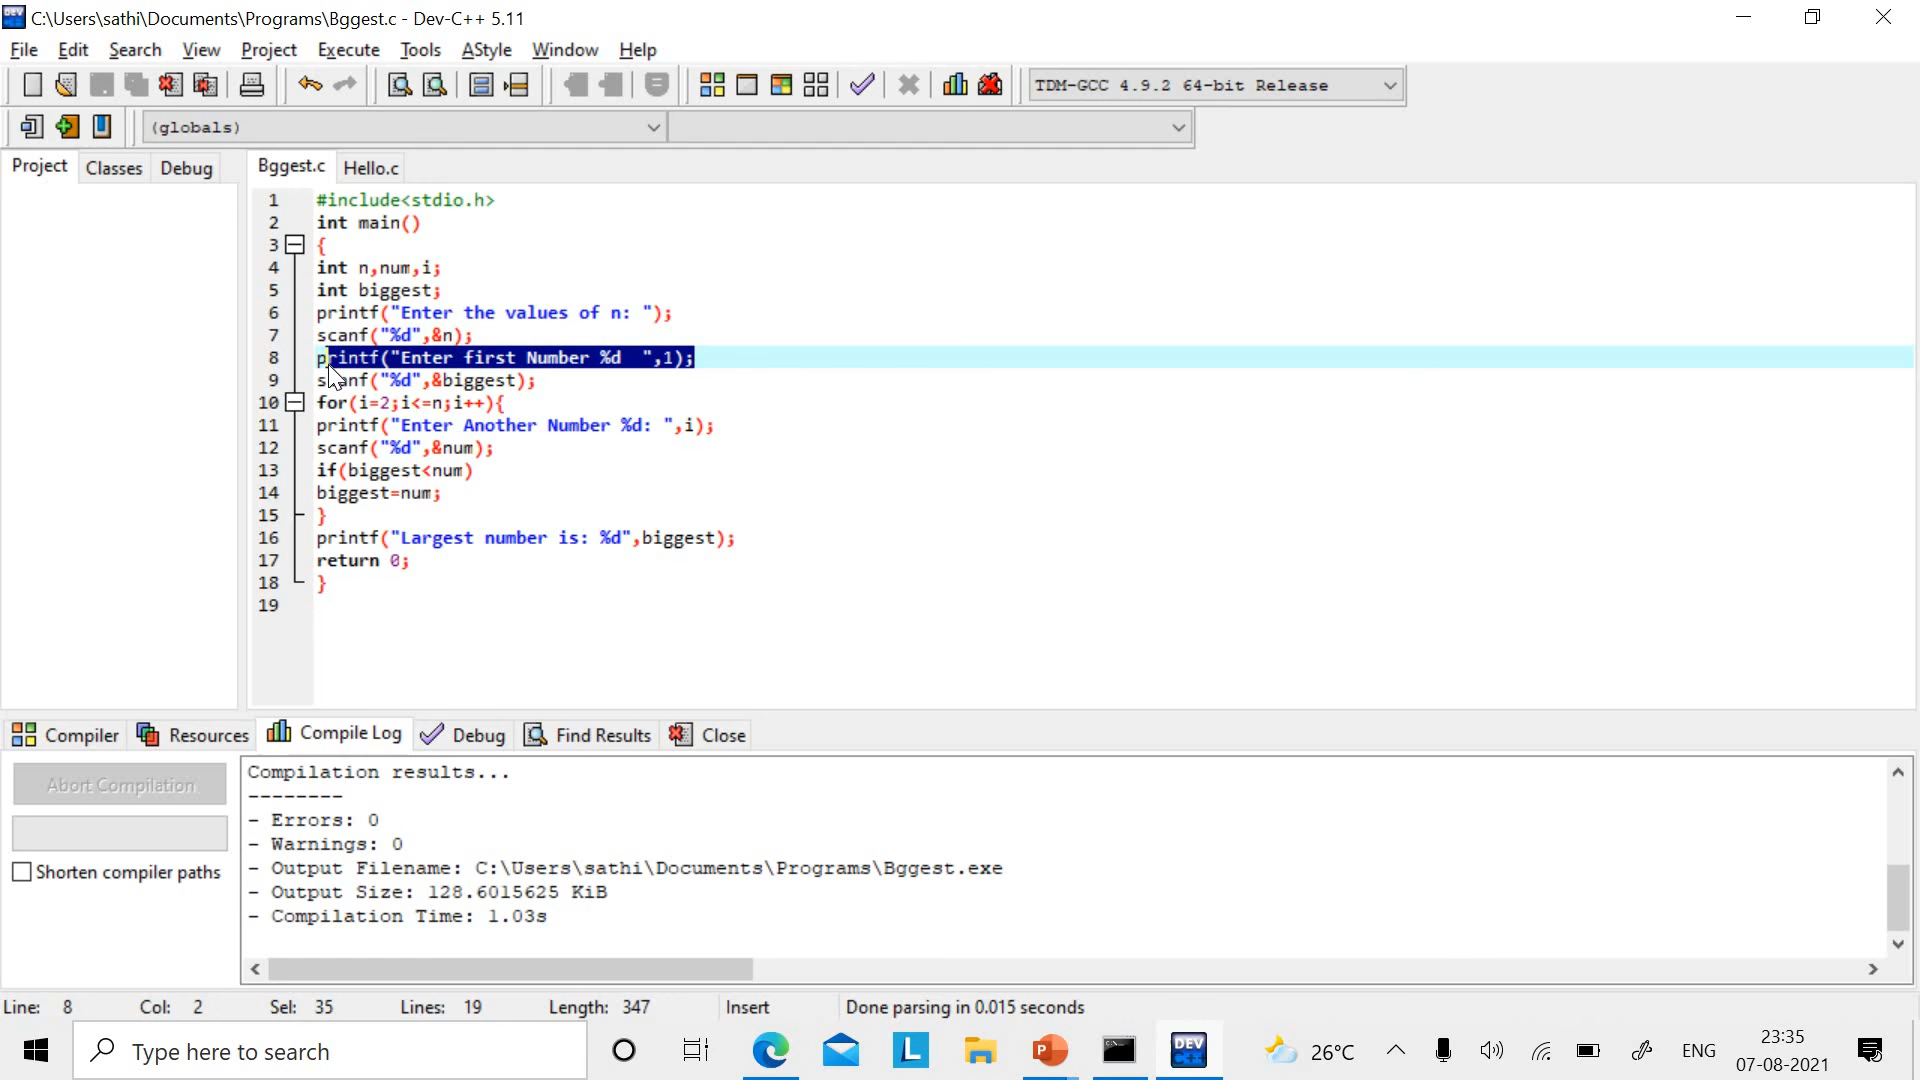 C:\Users\sathi\Documents\Programs\Bggest.c - Dev-C++ 5.11
File Edit Search View Project Execute Tools AStyle Window Help
TDM-GCC 4.9.2 64-bit Release
(globals)
Project Classes Debug Bggest.c Hello.c
1 #include<stdio.h>
2 int main()
3 {
4 int n,num,i;
5 int biggest;
6 printf("Enter the values of n: ");
7 scanf("%d",&n);
8 printf("Enter first Number %d  ",1);
9 scanf("%d",&biggest);
10 for(i=2;i<=n;i++){
11 printf("Enter Another Number %d: ",i);
12 scanf("%d",&num);
13 if(biggest<num)
14 biggest=num;
15 }
16 printf("Largest number is: %d",biggest);
17 return 0;
18 }
19
Compiler Resources Compile Log Debug Find Results Close
Abort Compilation
Shorten compiler paths
Compilation results...
--------
- Errors: 0
- Warnings: 0
- Output Filename: C:\Users\sathi\Documents\Programs\Bggest.exe
- Output Size: 128.6015625 KiB
- Compilation Time: 1.03s
Line: 8 Col: 2 Sel: 35 Lines: 19 Length: 347 Insert Done parsing in 0.015 seconds
Type here to search
L
P
DEV C++
26°C
ENG
23:35
07-08-2021